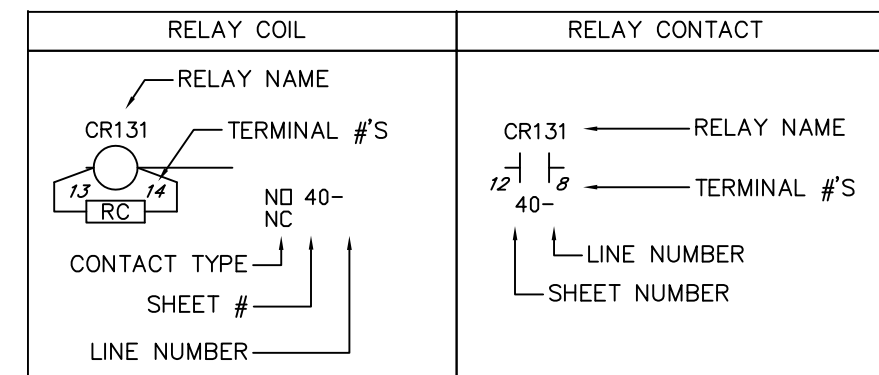 RELAY COIL
RELAY NAME
CR131
TERMINAL #'S
13 14
RC
NO 40-
NC
CONTACT TYPE
SHEET #
LINE NUMBER
RELAY CONTACT
CR131 RELAY NAME
12 8 TERMINAL #'S
40-
LINE NUMBER
SHEET NUMBER